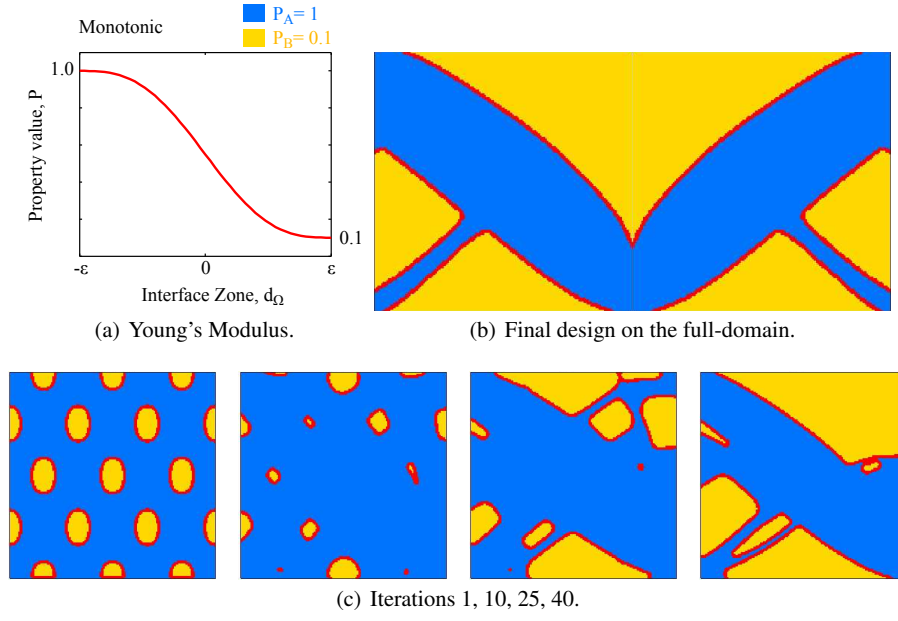 Monotonic
P_A = 1
P_B = 0.1
1.0
Property value, P
0.1
-ε 0 ε
Interface Zone, d_Ω
(a) Young's Modulus.
(b) Final design on the full-domain.
(c) Iterations 1, 10, 25, 40.